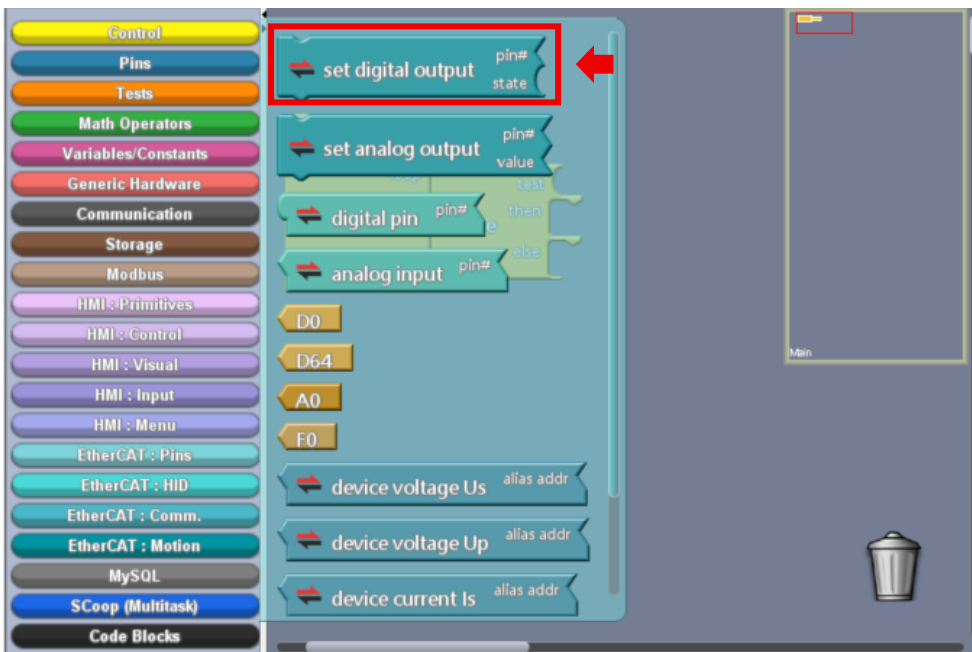 Control
Pins
Tests
Math Operators
Variables/Constants
Generic Hardware
Communication
Storage
Modbus
HMI : Primitives
HMI : Control
HMI : Visual
HMI : Input
HMI : Menu
EtherCAT : Pins
EtherCAT : HID
EtherCAT : Comm.
EtherCAT : Motion
MySQL
SCoop (Multitask)
Code Blocks
set digital output pin# state
set analog output pin# value
loop
test
then
else
digital pin pin#
analog input pin#
D0
D64
A0
F0
device voltage Us alias addr
device voltage Up alias addr
device current Is alias addr
Main